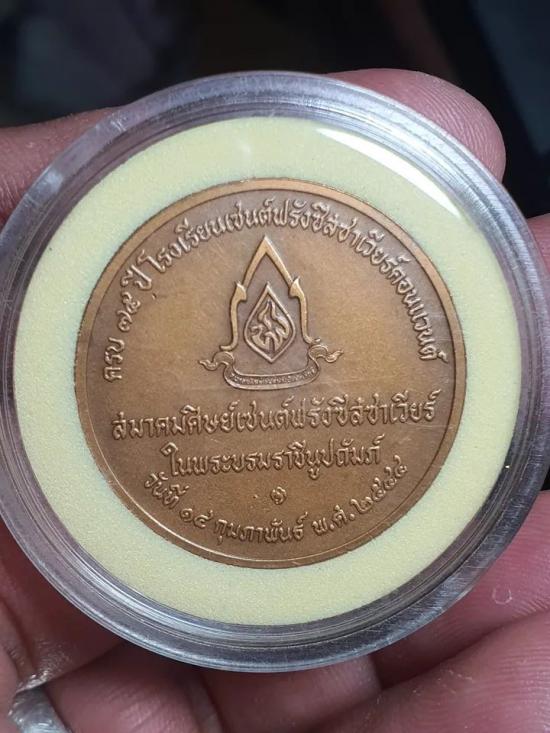 ครบ ๗๕ ปี โรงเรียนเซนต์ฟรังซีสซาเวียร์คอนแวนต์
สมาคมศิษย์เซนต์ฟรังซีสซาเวียร์
ในพระบรมราชินูปถัมภ์
วันที่ ๑๕ กุมภาพันธ์ พ.ศ.๒๕๔๔